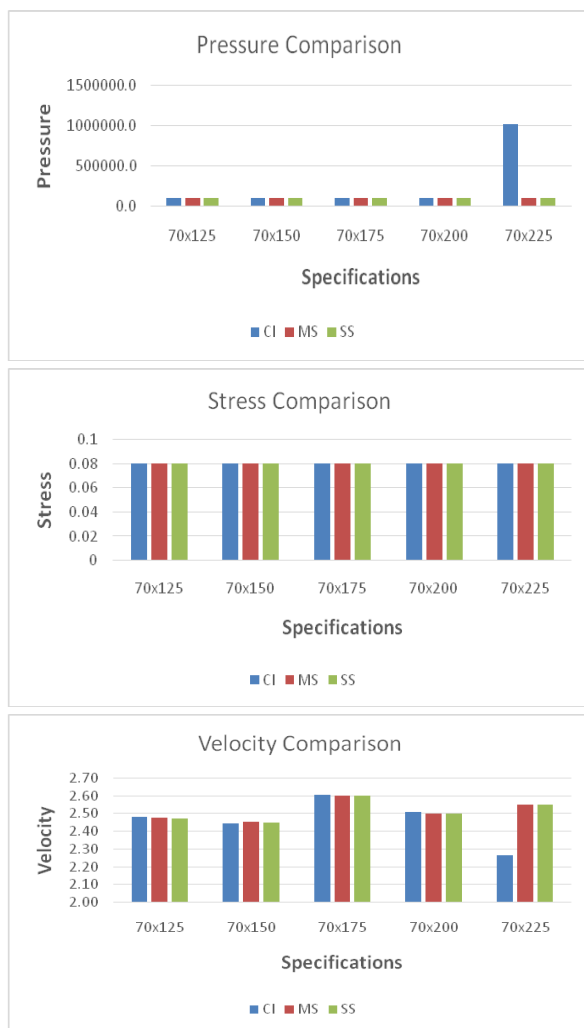 Pressure Comparison
1500000.0
1000000.0
500000.0
0.0
Pressure
70x125 70x150 70x175 70x200 70x225
Specifications
CI MS SS
Stress Comparison
0.1
0.08
0.06
0.04
0.02
0
Stress
70x125 70x150 70x175 70x200 70x225
Specifications
CI MS SS
Velocity Comparison
2.70
2.60
2.50
2.40
2.30
2.20
2.10
2.00
Velocity
70x125 70x150 70x175 70x200 70x225
Specifications
CI MS SS